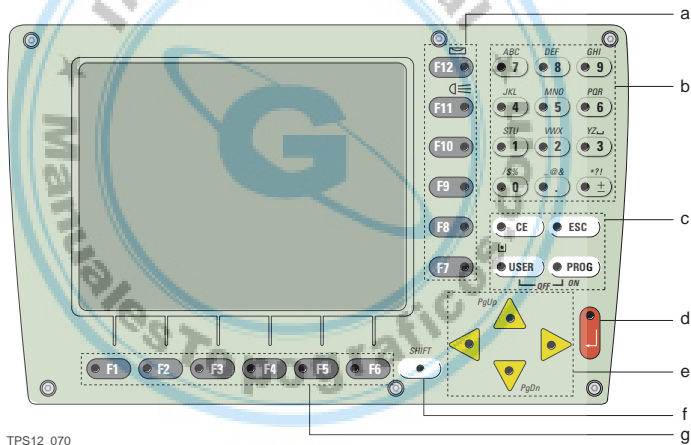 a
ABC DEF GHI
F12 7 8 9
b
JKL MNO PQR
F11 4 5 6
STU VWX YZ⎵
F10 1 2 3
/$% _@& *?!
F9 0 . ±
c
F8 CE ESC
F7 USER PROG
OFF ON
PgUp
d
SHIFT
e
F1 F2 F3 F4 F5 F6
PgDn
f
g
TPS12_070
G
Manuales Topograficos.